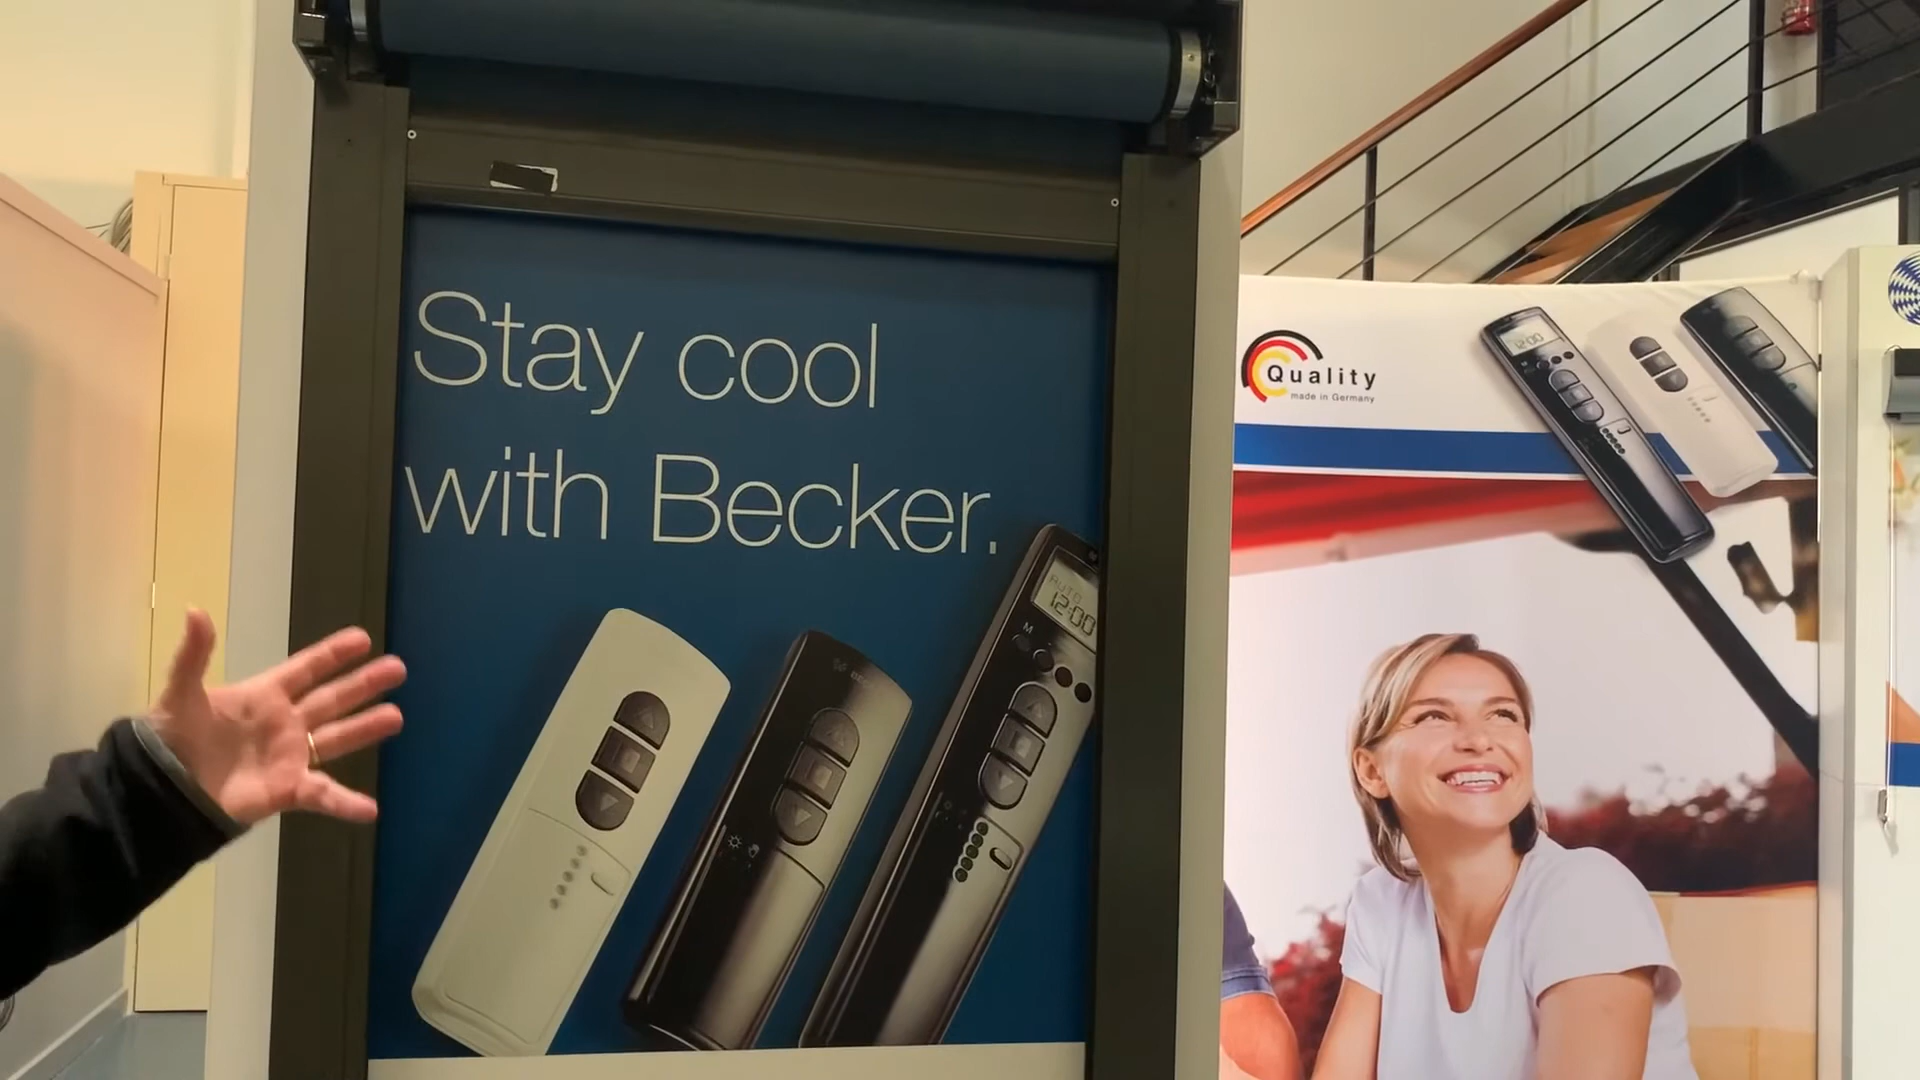 Stay cool
with Becker.
AUTO
12:00
M
Quality
made in Germany
12:00